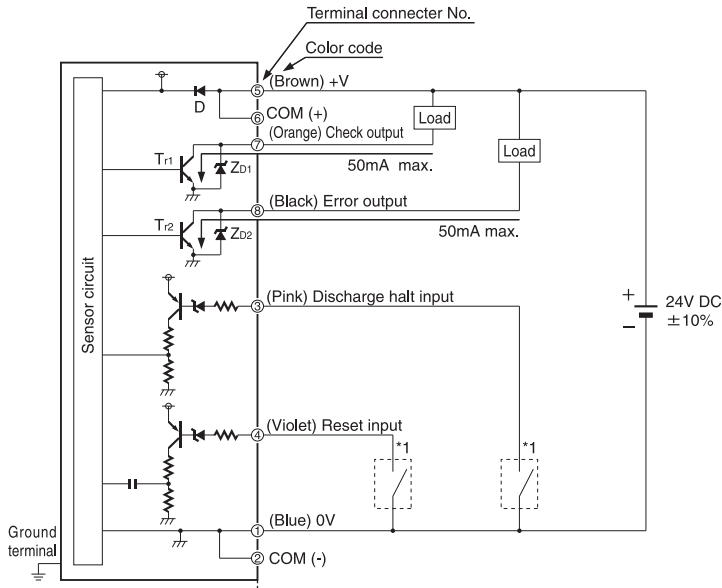 Terminal connecter No.
Color code
⑤ (Brown) +V
D
⑥ COM (+)
⑦ (Orange) Check output
Load
Load
Tr1
ZD1
50mA max.
⑧ (Black) Error output
Tr2
ZD2
50mA max.
Sensor circuit
③ (Pink) Discharge halt input
+
−
24V DC
±10%
④ (Violet) Reset input
*1
*1
① (Blue) 0V
Ground
terminal
② COM (-)